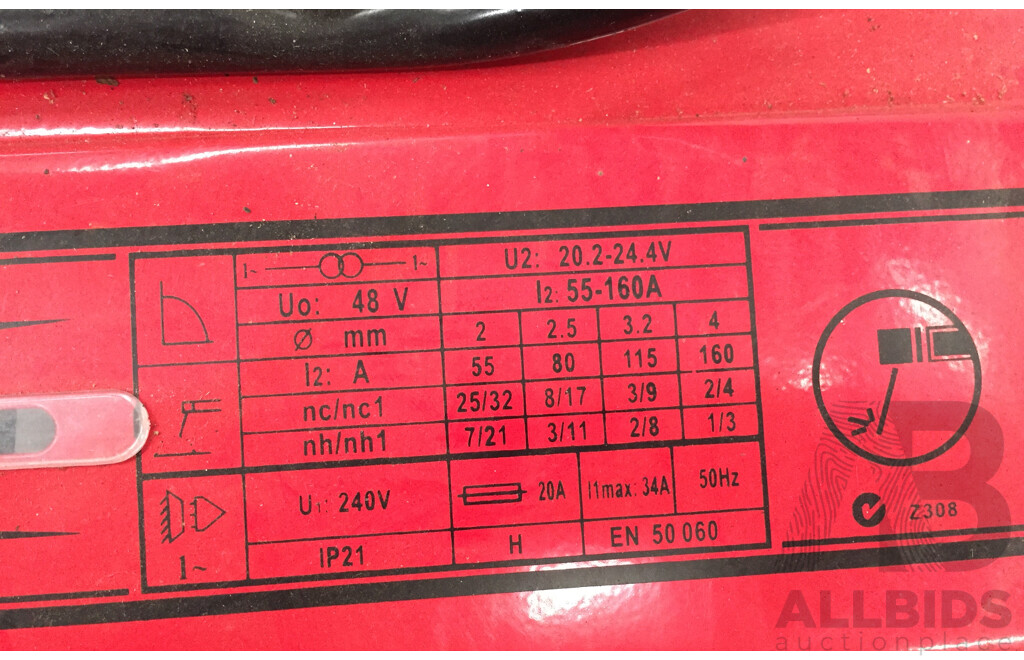 1~ 1~ U2: 20.2-24.4V
Uo: 48 V I2: 55-160A
Ø mm 2 2.5 3.2 4
I2: A 55 80 115 160
nc/nc1 25/32 8/17 3/9 2/4
nh/nh1 7/21 3/11 2/8 1/3
U1: 240V 20A I1max: 34A 50Hz
1~ IP21 H EN 50 060
Z308
ALLBIDS
auctionplace